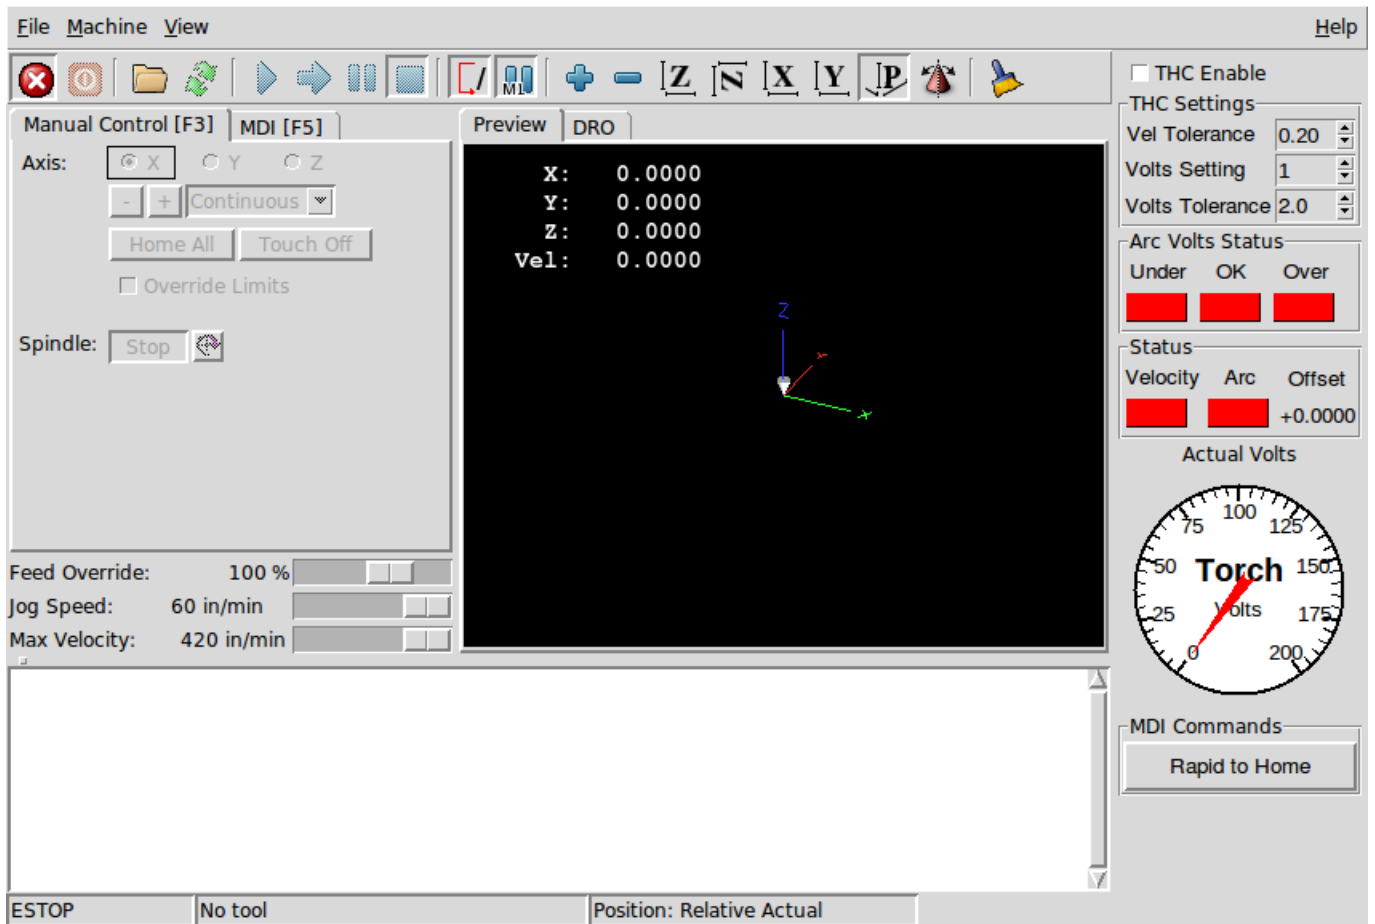 File Machine View Help
M1 Z N X Y P
THC Enable
THC Settings
Vel Tolerance 0.20
Volts Setting 1
Volts Tolerance 2.0
Arc Volts Status
Under OK Over
Status
Velocity Arc Offset
+0.0000
Actual Volts
0 25 50 75 100 125 150 175 200
Torch
Volts
MDI Commands
Rapid to Home
Manual Control [F3] MDI [F5]
Axis: X Y Z
- + Continuous
Home All Touch Off
Override Limits
Spindle: Stop
Feed Override: 100 %
Jog Speed: 60 in/min
Max Velocity: 420 in/min
Preview DRO
X: 0.0000
Y: 0.0000
Z: 0.0000
Vel: 0.0000
Z
Y
X
ESTOP No tool Position: Relative Actual